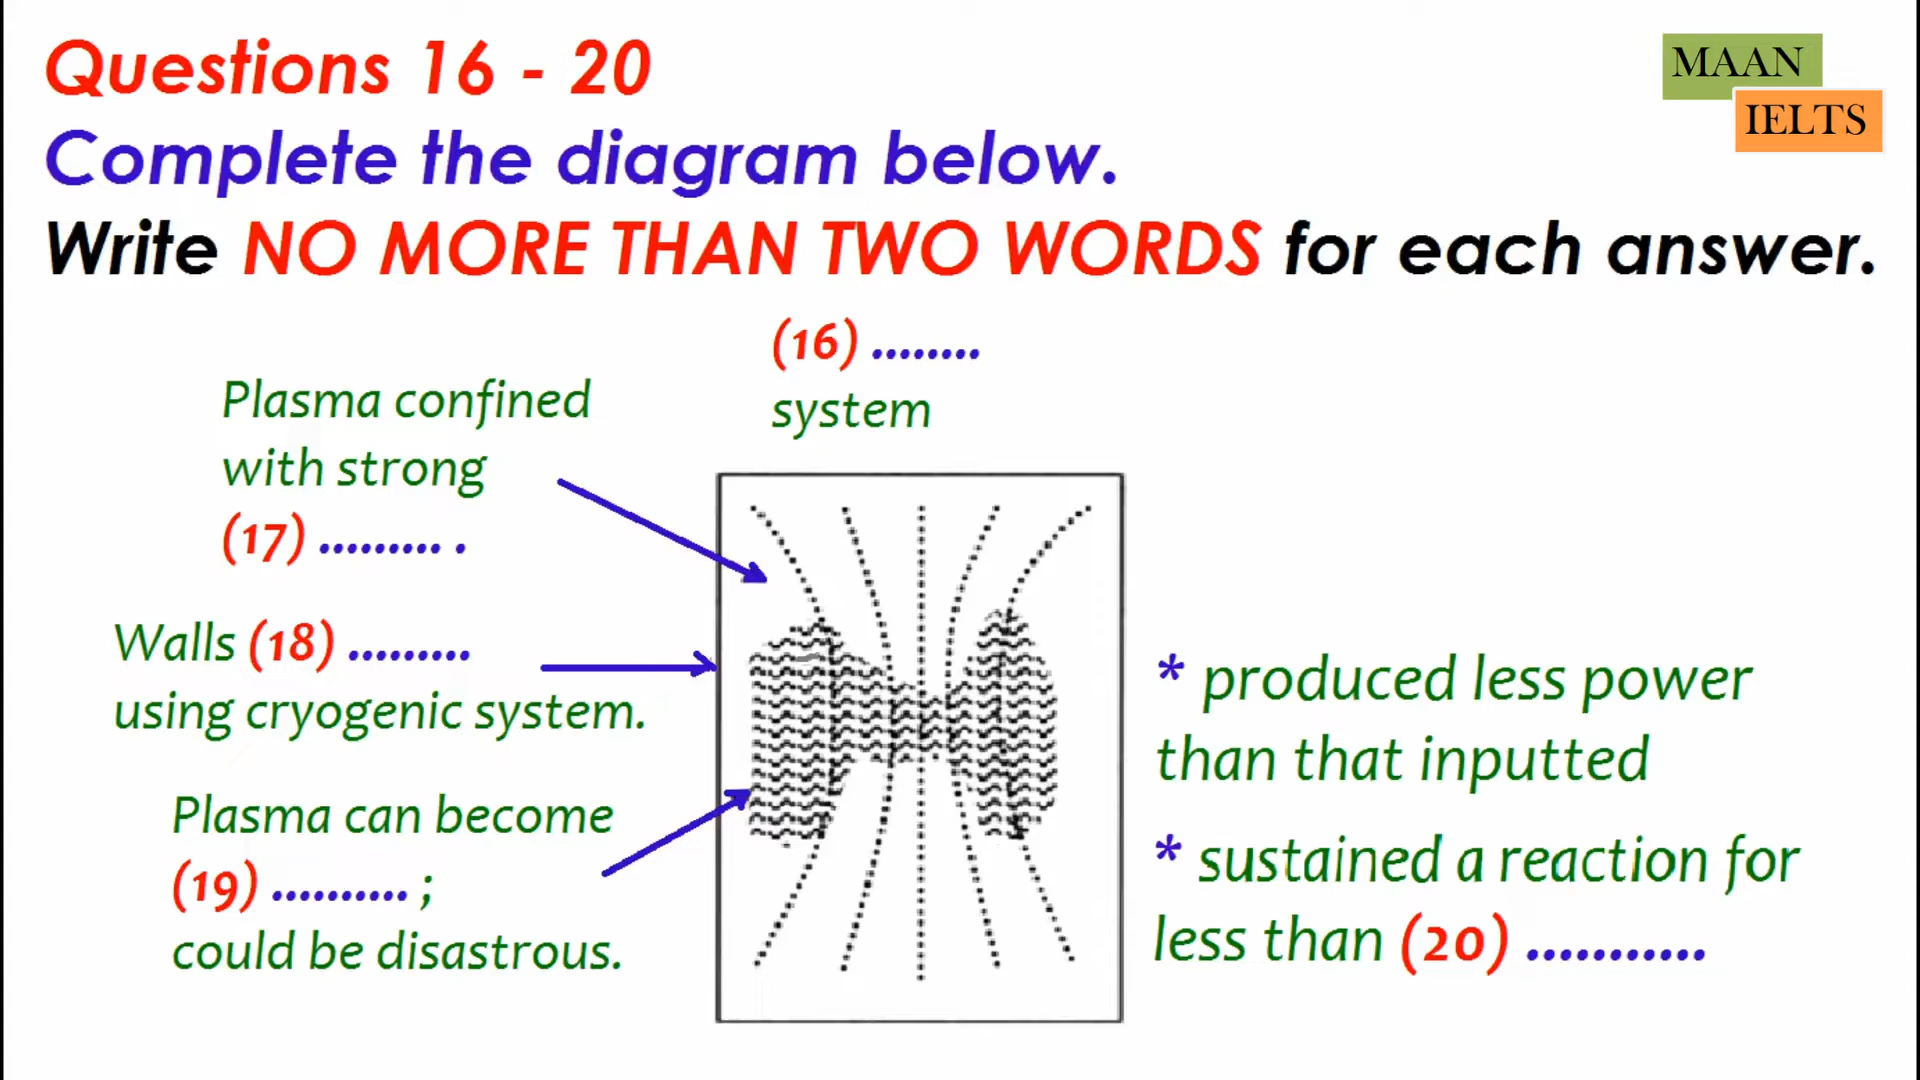 Questions 16 - 20
MAAN
IELTS
Complete the diagram below.
Write NO MORE THAN TWO WORDS for each answer.
(16) ........
system
Plasma confined
with strong
(17) ......... .
Walls (18) .........
using cryogenic system.
Plasma can become
(19) .......... ;
could be disastrous.
* produced less power
than that inputted
* sustained a reaction for
less than (20) ...........